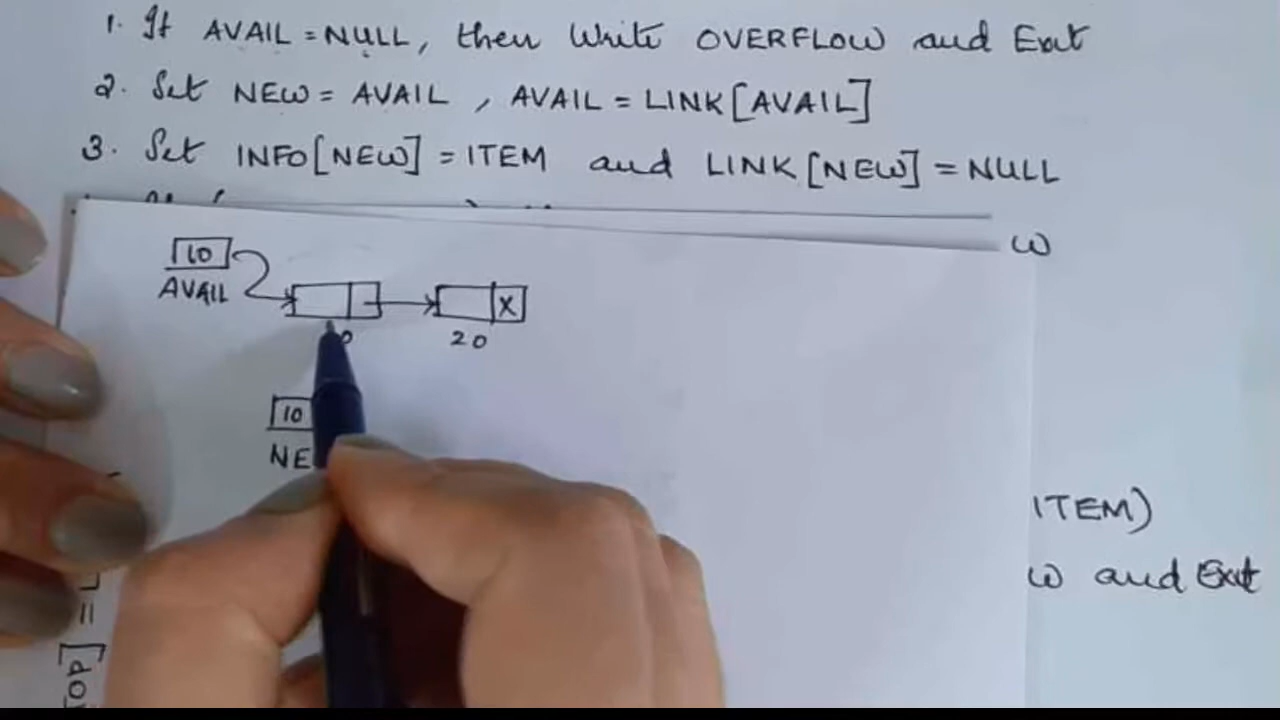 1. If AVAIL = NULL, then Write OVERFLOW and Exit
2. Set NEW = AVAIL , AVAIL = LINK[AVAIL]
3. Set INFO[NEW] = ITEM and LINK[NEW] = NULL
w
10
AVAIL
X
20
10
NE
ITEM)
w and Exit
TOP] =